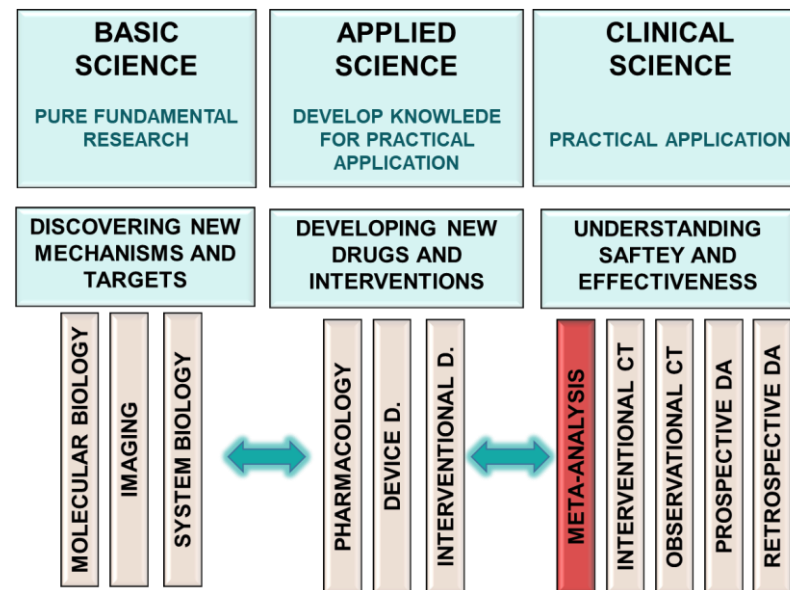 BASIC
SCIENCE
PURE FUNDAMENTAL
RESEARCH
APPLIED
SCIENCE
DEVELOP KNOWLEDE
FOR PRACTICAL
APPLICATION
CLINICAL
SCIENCE
PRACTICAL APPLICATION
DISCOVERING NEW
MECHANISMS AND
TARGETS
DEVELOPING NEW
DRUGS AND
INTERVENTIONS
UNDERSTANDING
SAFTEY AND
EFFECTIVENESS
MOLECULAR BIOLOGY
IMAGING
SYSTEM BIOLOGY
PHARMACOLOGY
DEVICE D.
INTERVENTIONAL D.
META-ANALYSIS
INTERVENTIONAL CT
OBSERVATIONAL CT
PROSPECTIVE DA
RETROSPECTIVE DA